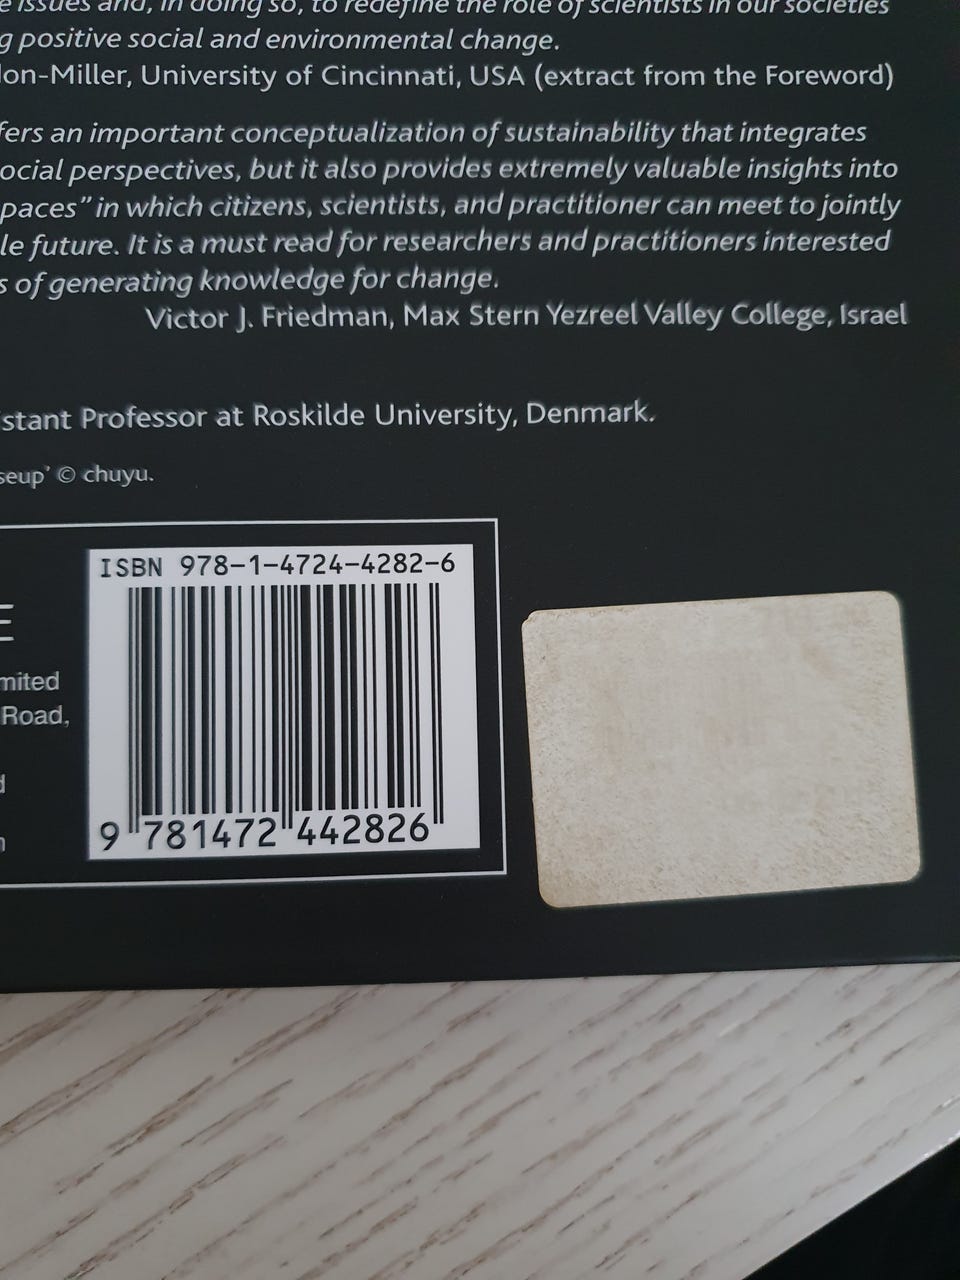 e issues and, in doing so, to redefine the role of scientists in our societies
g positive social and environmental change.
don-Miller, University of Cincinnati, USA (extract from the Foreword)
fers an important conceptualization of sustainability that integrates
ocial perspectives, but it also provides extremely valuable insights into
paces" in which citizens, scientists, and practitioner can meet to jointly
le future. It is a must read for researchers and practitioners interested
s of generating knowledge for change.
Victor J. Friedman, Max Stern Yezreel Valley College, Israel
stant Professor at Roskilde University, Denmark.
seup' © chuyu.
ISBN 978-1-4724-4282-6
E
mited
Road,
d
n
9 781472 442826